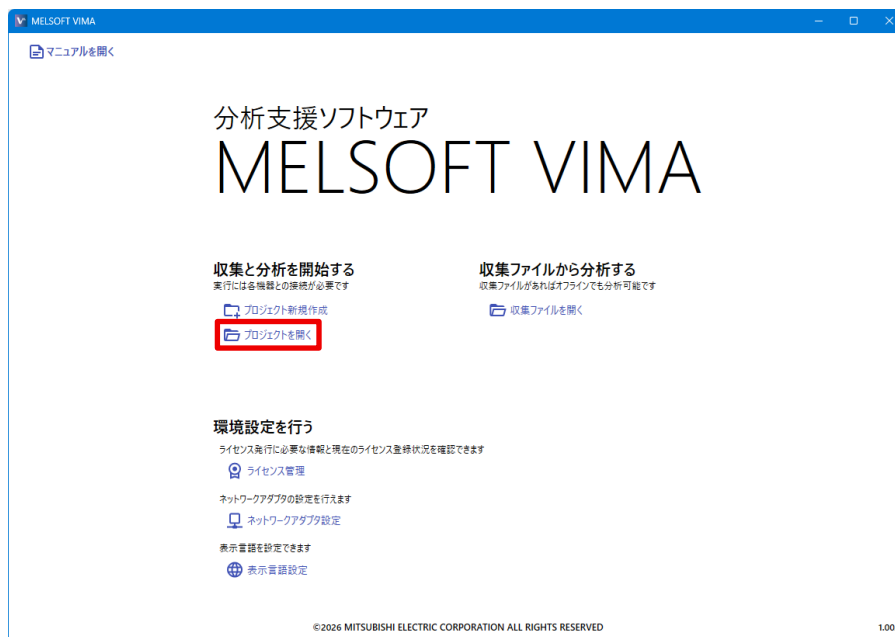 MELSOFT VIMA
マニュアルを開く
分析支援ソフトウェア
MELSOFT VIMA
収集と分析を開始する
実行には各機器との接続が必要です
プロジェクト新規作成
プロジェクトを開く
収集ファイルから分析する
収集ファイルがあればオフラインでも分析可能です
収集ファイルを開く
環境設定を行う
ライセンス発行に必要な情報と現在のライセンス登録状況を確認できます
ライセンス管理
ネットワークアダプタの設定を行えます
ネットワークアダプタ設定
表示言語を設定できます
表示言語設定
©2026 MITSUBISHI ELECTRIC CORPORATION ALL RIGHTS RESERVED